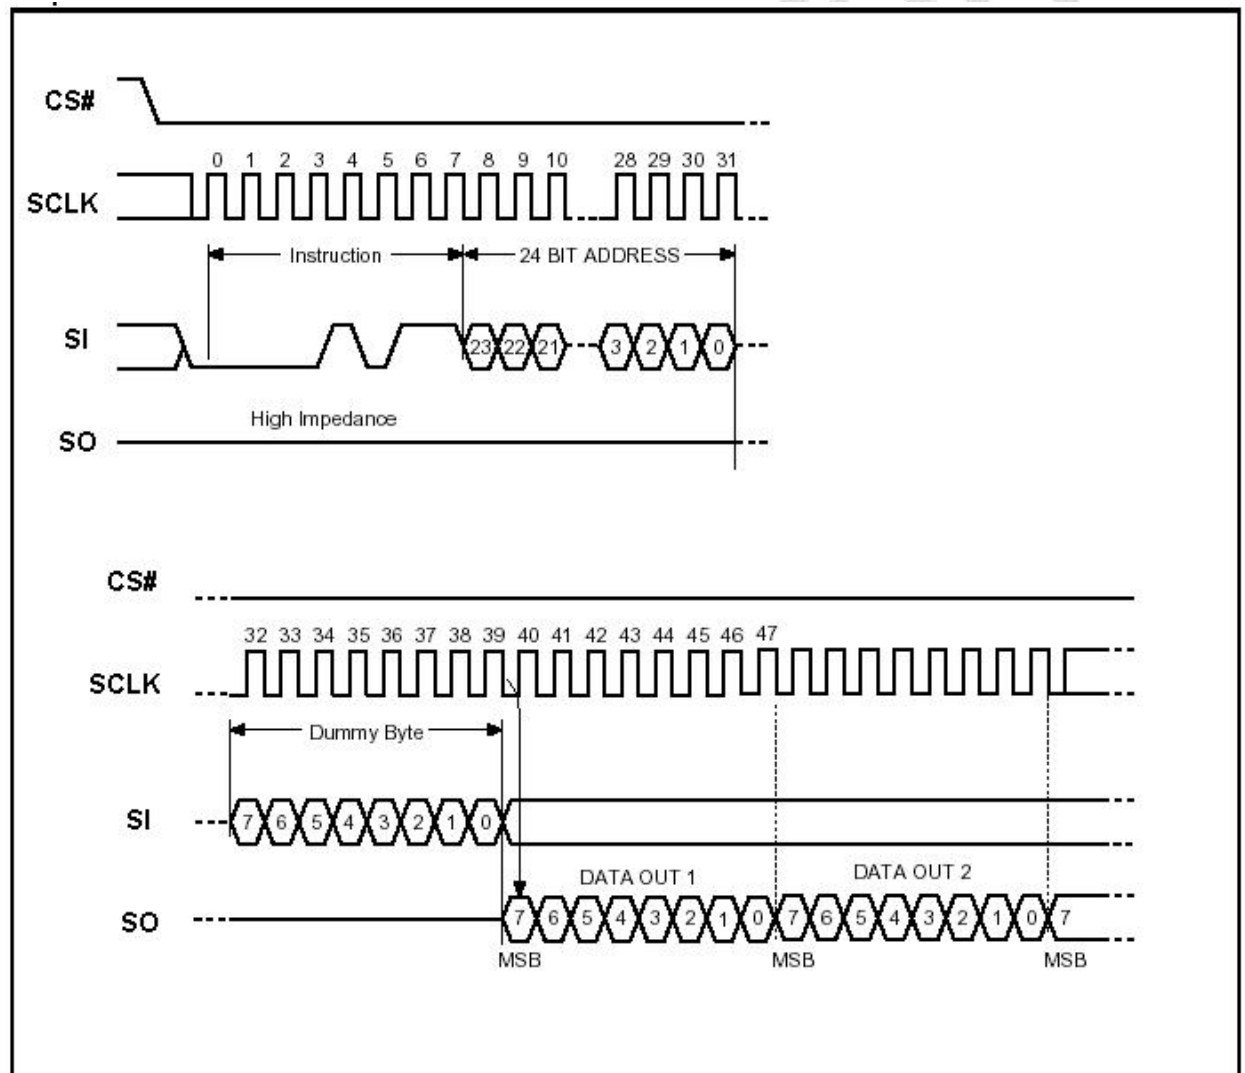 CS#
0 1 2 3 4 5 6 7 8 9 10 28 29 30 31
SCLK
Instruction 24 BIT ADDRESS
SI 23 22 21 3 2 1 0
High Impedance
SO
CS#
32 33 34 35 36 37 38 39 40 41 42 43 44 45 46 47
SCLK
Dummy Byte
SI 7 6 5 4 3 2 1 0
DATA OUT 1 DATA OUT 2
SO 7 6 5 4 3 2 1 0 7 6 5 4 3 2 1 0 7
MSB MSB MSB